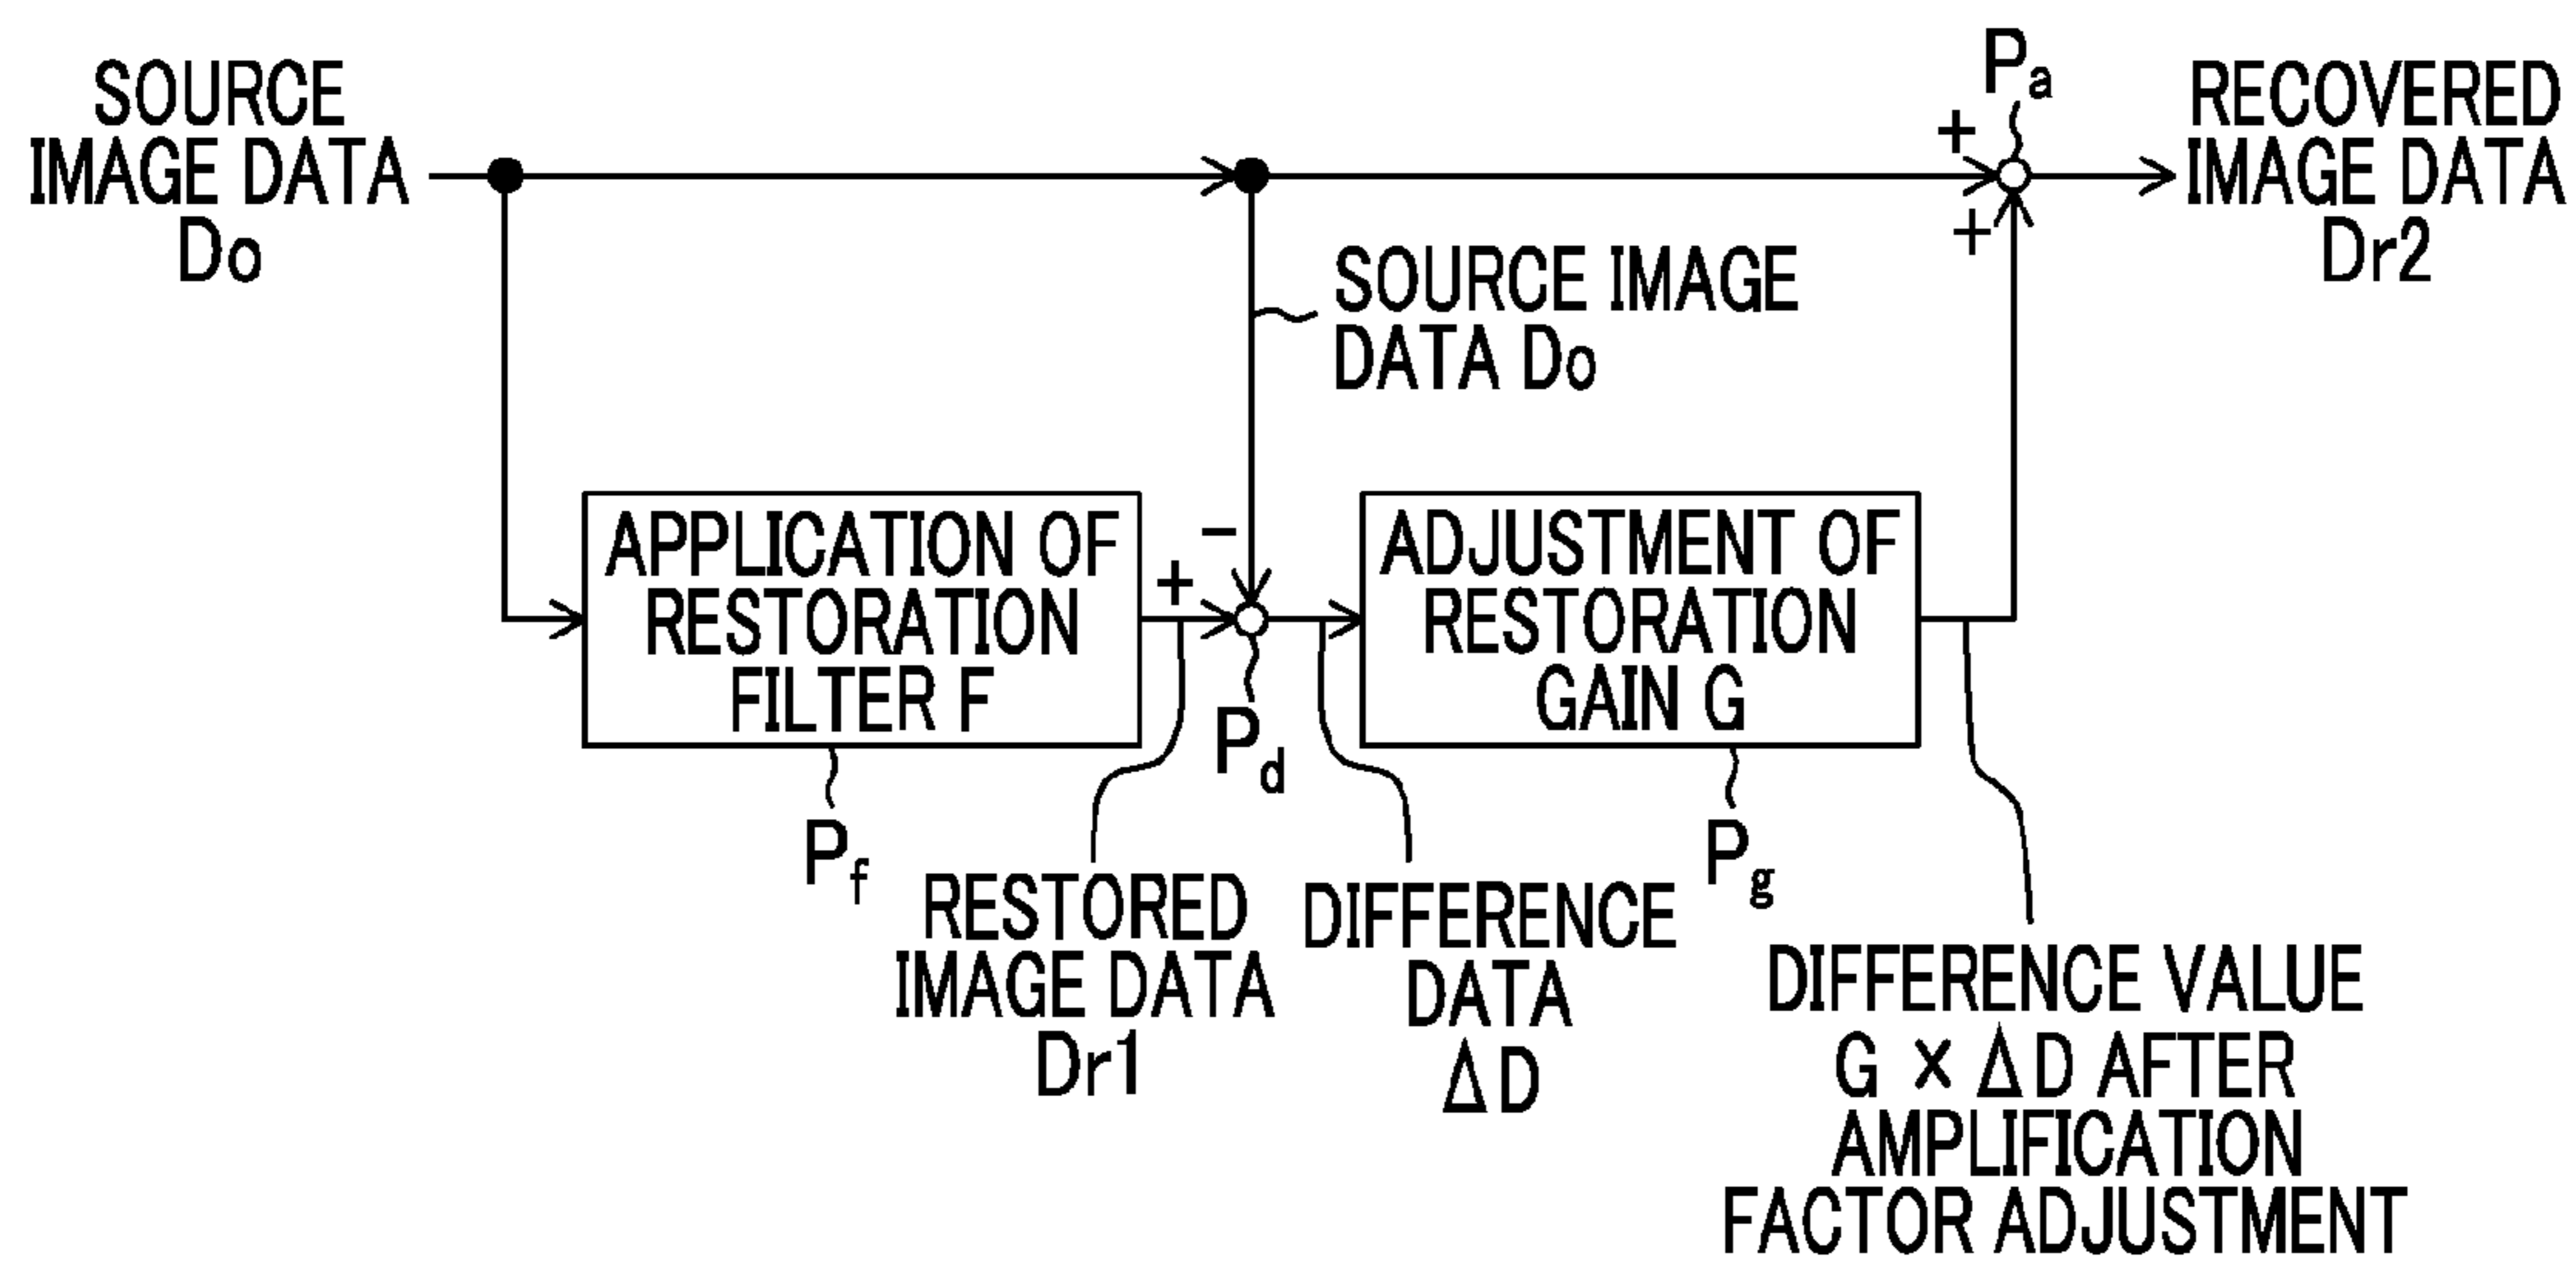 SOURCE
IMAGE DATA
Do
Pa
RECOVERED
IMAGE DATA
Dr2
+
+
SOURCE IMAGE
DATA Do
APPLICATION OF
RESTORATION
FILTER F
+
−
ADJUSTMENT OF
RESTORATION
GAIN G
Pf
Pd
Pg
RESTORED
IMAGE DATA
Dr1
DIFFERENCE
DATA
ΔD
DIFFERENCE VALUE
G × ΔD AFTER
AMPLIFICATION
FACTOR ADJUSTMENT